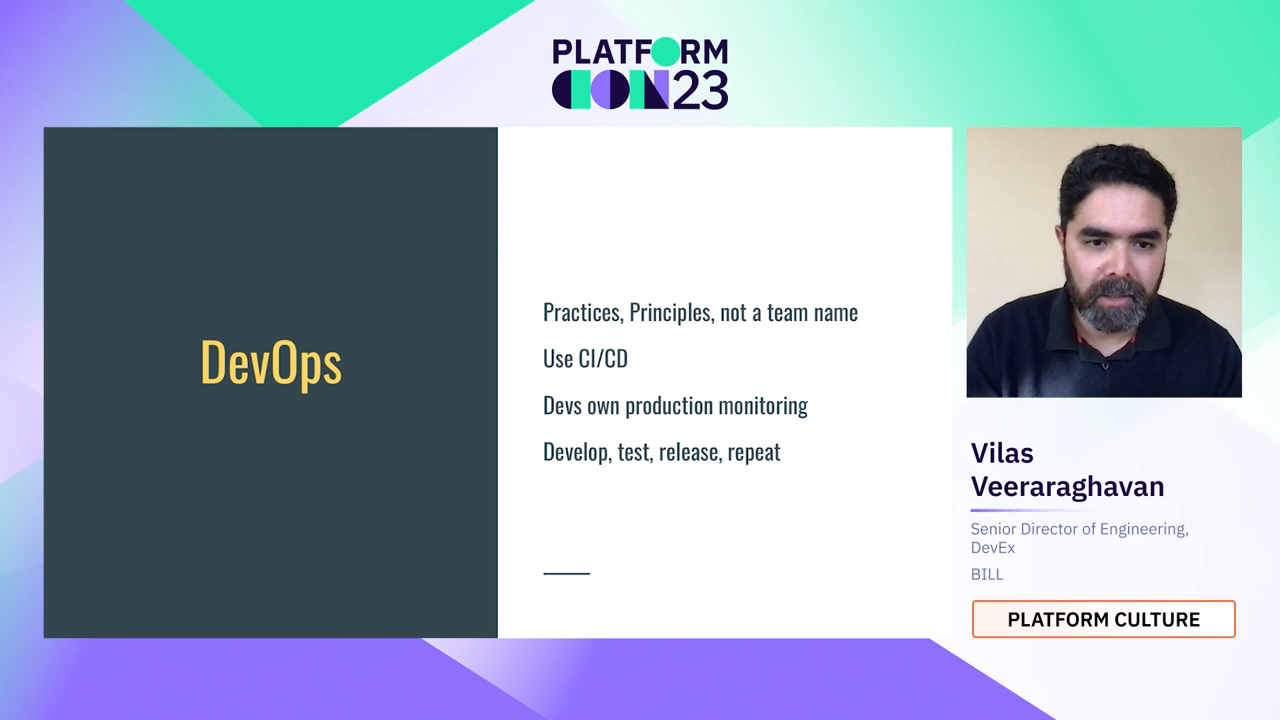 PLATFORM
CON23
DevOps
Practices, Principles, not a team name
Use CI/CD
Devs own production monitoring
Develop, test, release, repeat
Vilas
Veeraraghavan
Senior Director of Engineering,
DevEx
BILL
PLATFORM CULTURE